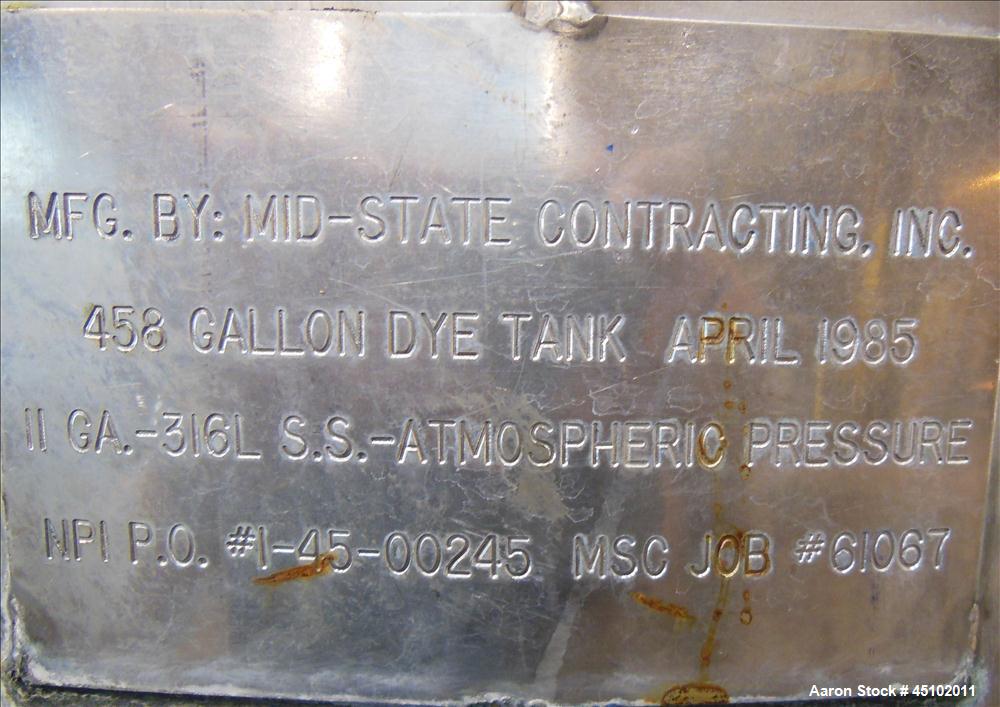 MFG. BY: MID-STATE CONTRACTING, INC.
458 GALLON DYE TANK APRIL 1985
11 GA.-316L S.S.-ATMOSPHERIC PRESSURE
NPI P.O. #1-45-00245 MSC JOB #61067
Aaron Stock # 45102011